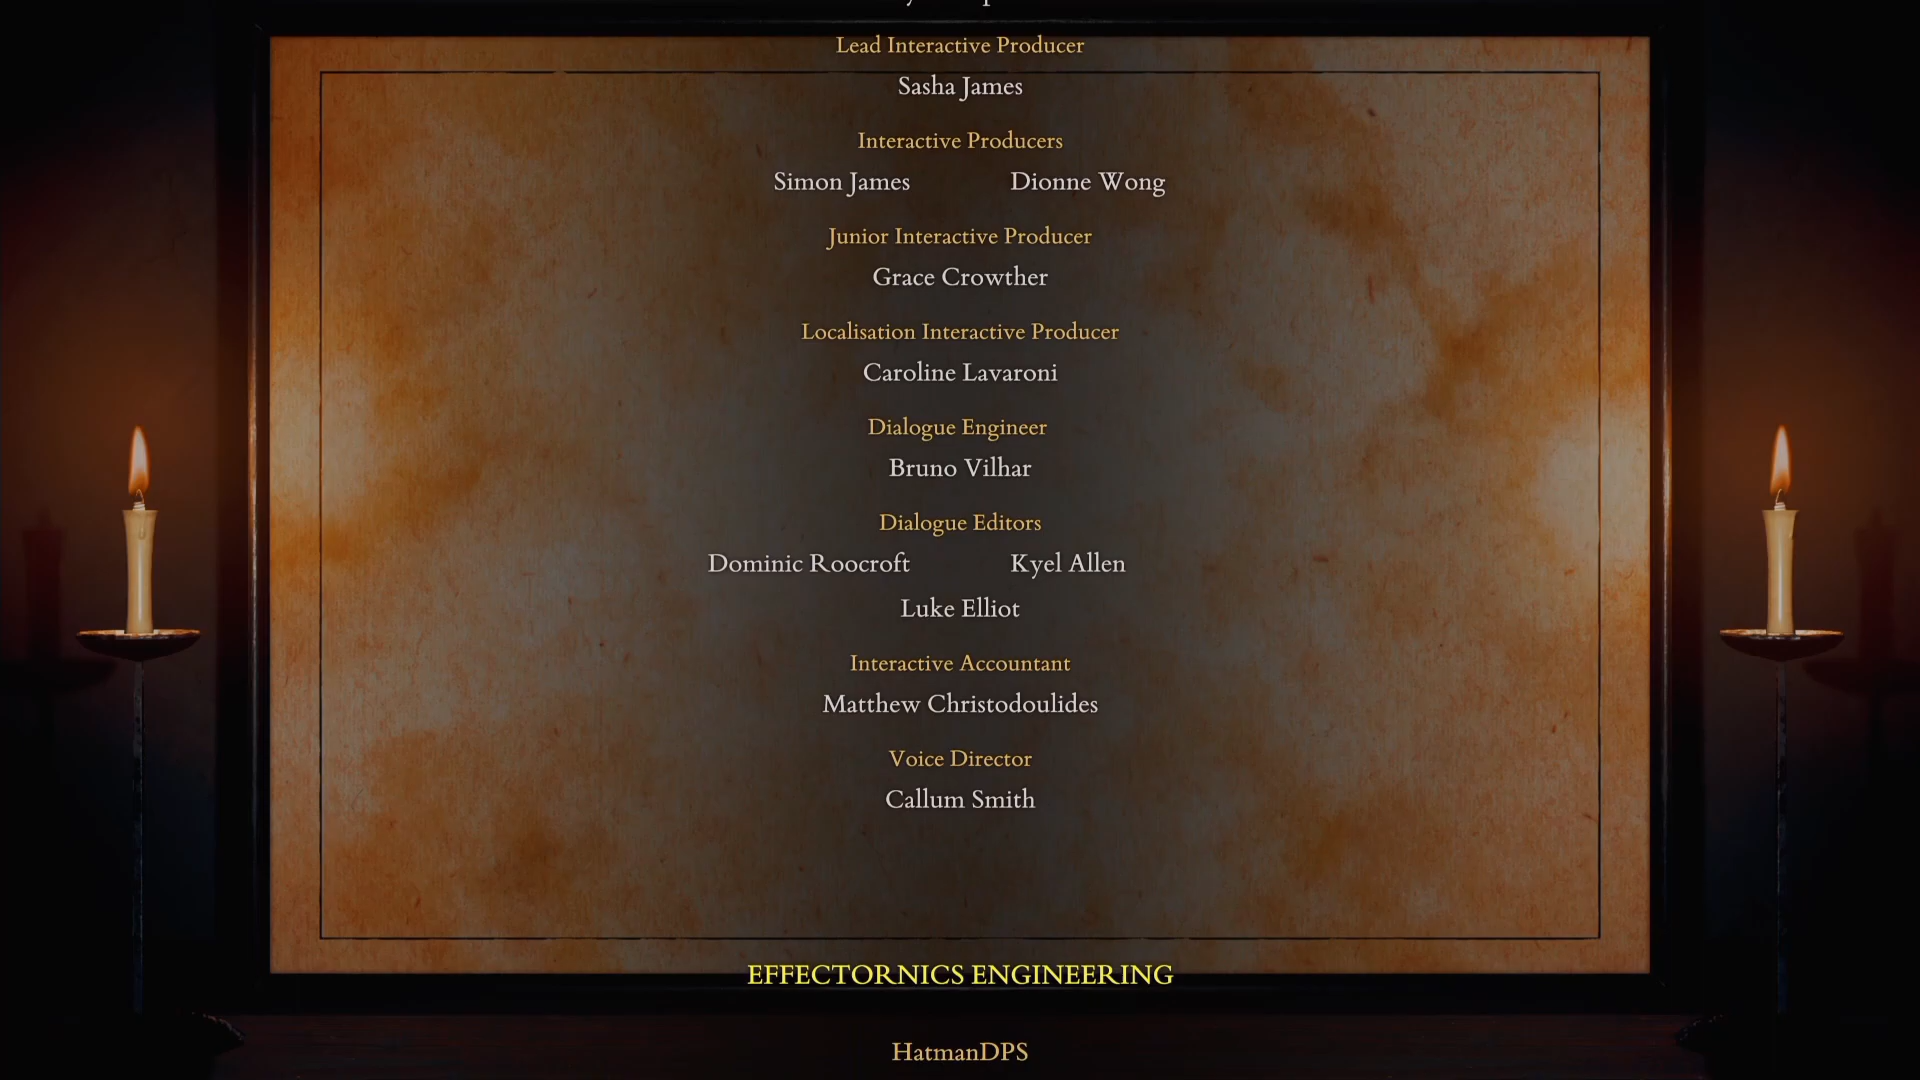 Lead Interactive Producer
Sasha James
Interactive Producers
Simon James Dionne Wong
Junior Interactive Producer
Grace Crowther
Localisation Interactive Producer
Caroline Lavaroni
Dialogue Engineer
Bruno Vilhar
Dialogue Editors
Dominic Roocroft Kyel Allen
Luke Elliot
Interactive Accountant
Matthew Christodoulides
Voice Director
Callum Smith
EFFECTORNICS ENGINEERING
HatmanDPS